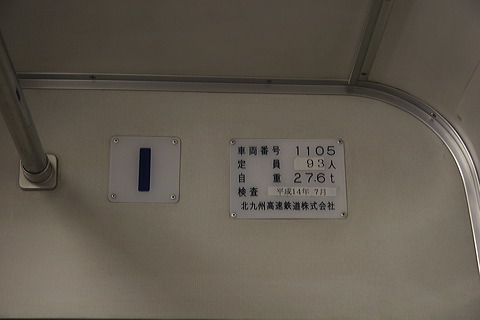 1
車両番号 1105
定員 93人
自重 27.6t
検査 平成14年 7月
北九州高速鉄道株式会社